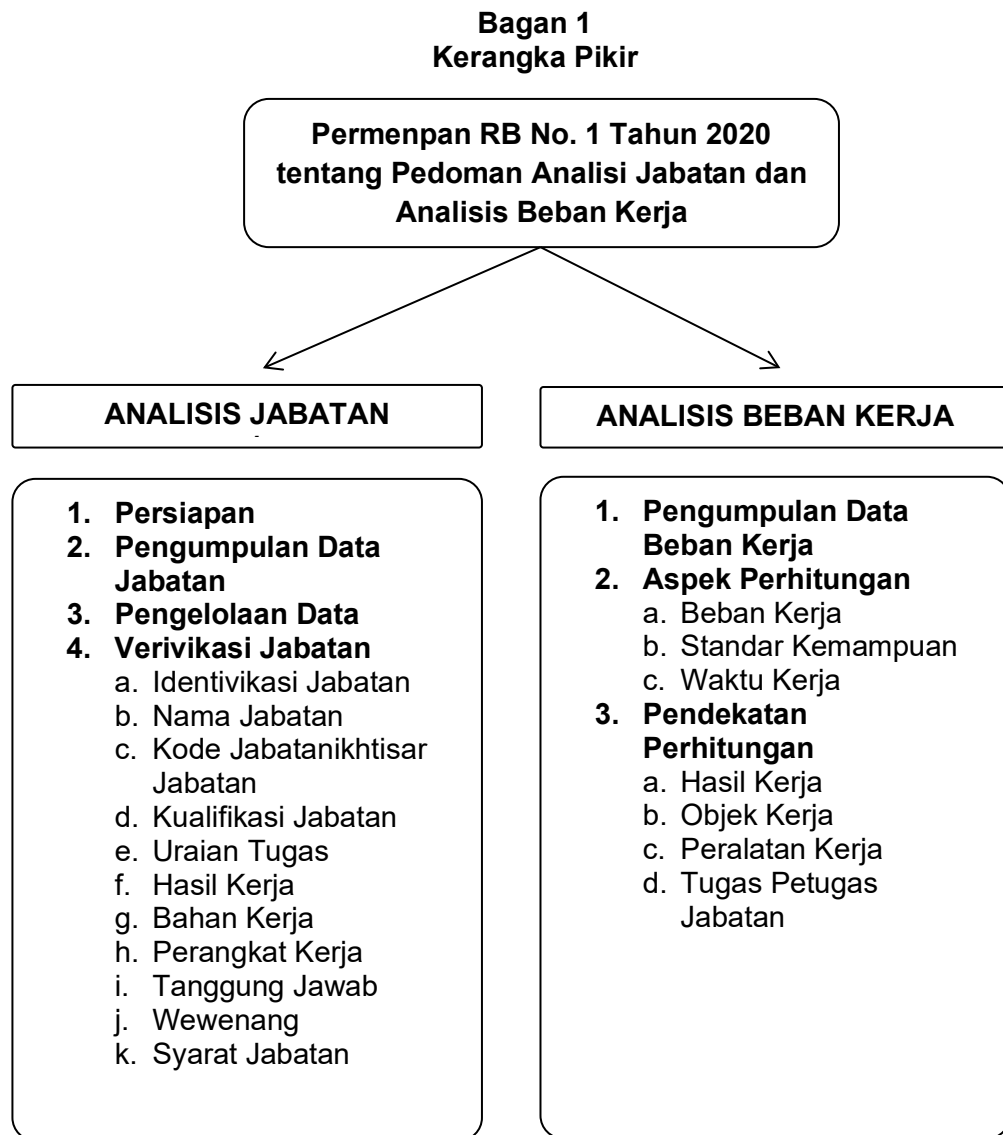 Bagan 1
Kerangka Pikir
Permenpan RB No. 1 Tahun 2020
tentang Pedoman Analisi Jabatan dan
Analisis Beban Kerja
ANALISIS JABATAN
ANALISIS BEBAN KERJA
1. Persiapan
2. Pengumpulan Data
Jabatan
3. Pengelolaan Data
4. Verivikasi Jabatan
a. Identivikasi Jabatan
b. Nama Jabatan
c. Kode Jabatanikhtisar
Jabatan
d. Kualifikasi Jabatan
e. Uraian Tugas
f. Hasil Kerja
g. Bahan Kerja
h. Perangkat Kerja
i. Tanggung Jawab
j. Wewenang
k. Syarat Jabatan
1. Pengumpulan Data
Beban Kerja
2. Aspek Perhitungan
a. Beban Kerja
b. Standar Kemampuan
c. Waktu Kerja
3. Pendekatan
Perhitungan
a. Hasil Kerja
b. Objek Kerja
c. Peralatan Kerja
d. Tugas Petugas
Jabatan